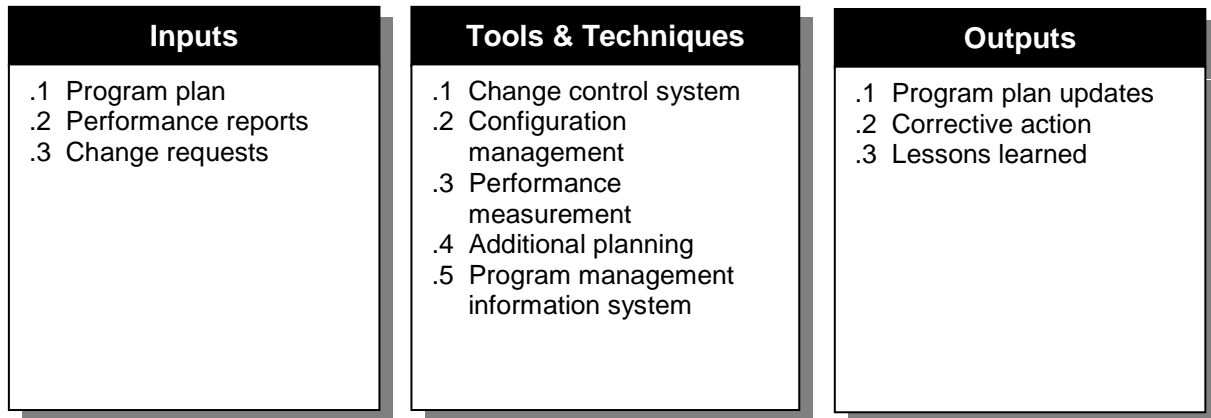 Inputs
.1 Program plan
.2 Performance reports
.3 Change requests
Tools & Techniques
.1 Change control system
.2 Configuration
management
.3 Performance
measurement
.4 Additional planning
.5 Program management
information system
Outputs
.1 Program plan updates
.2 Corrective action
.3 Lessons learned